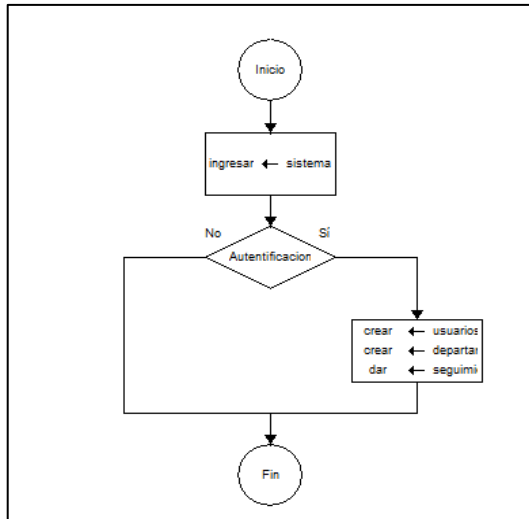 Inicio
ingresar ← sistema
No Sí
Autentificacion
crear ← usuarios
crear ← departar
dar ← seguimi
Fin